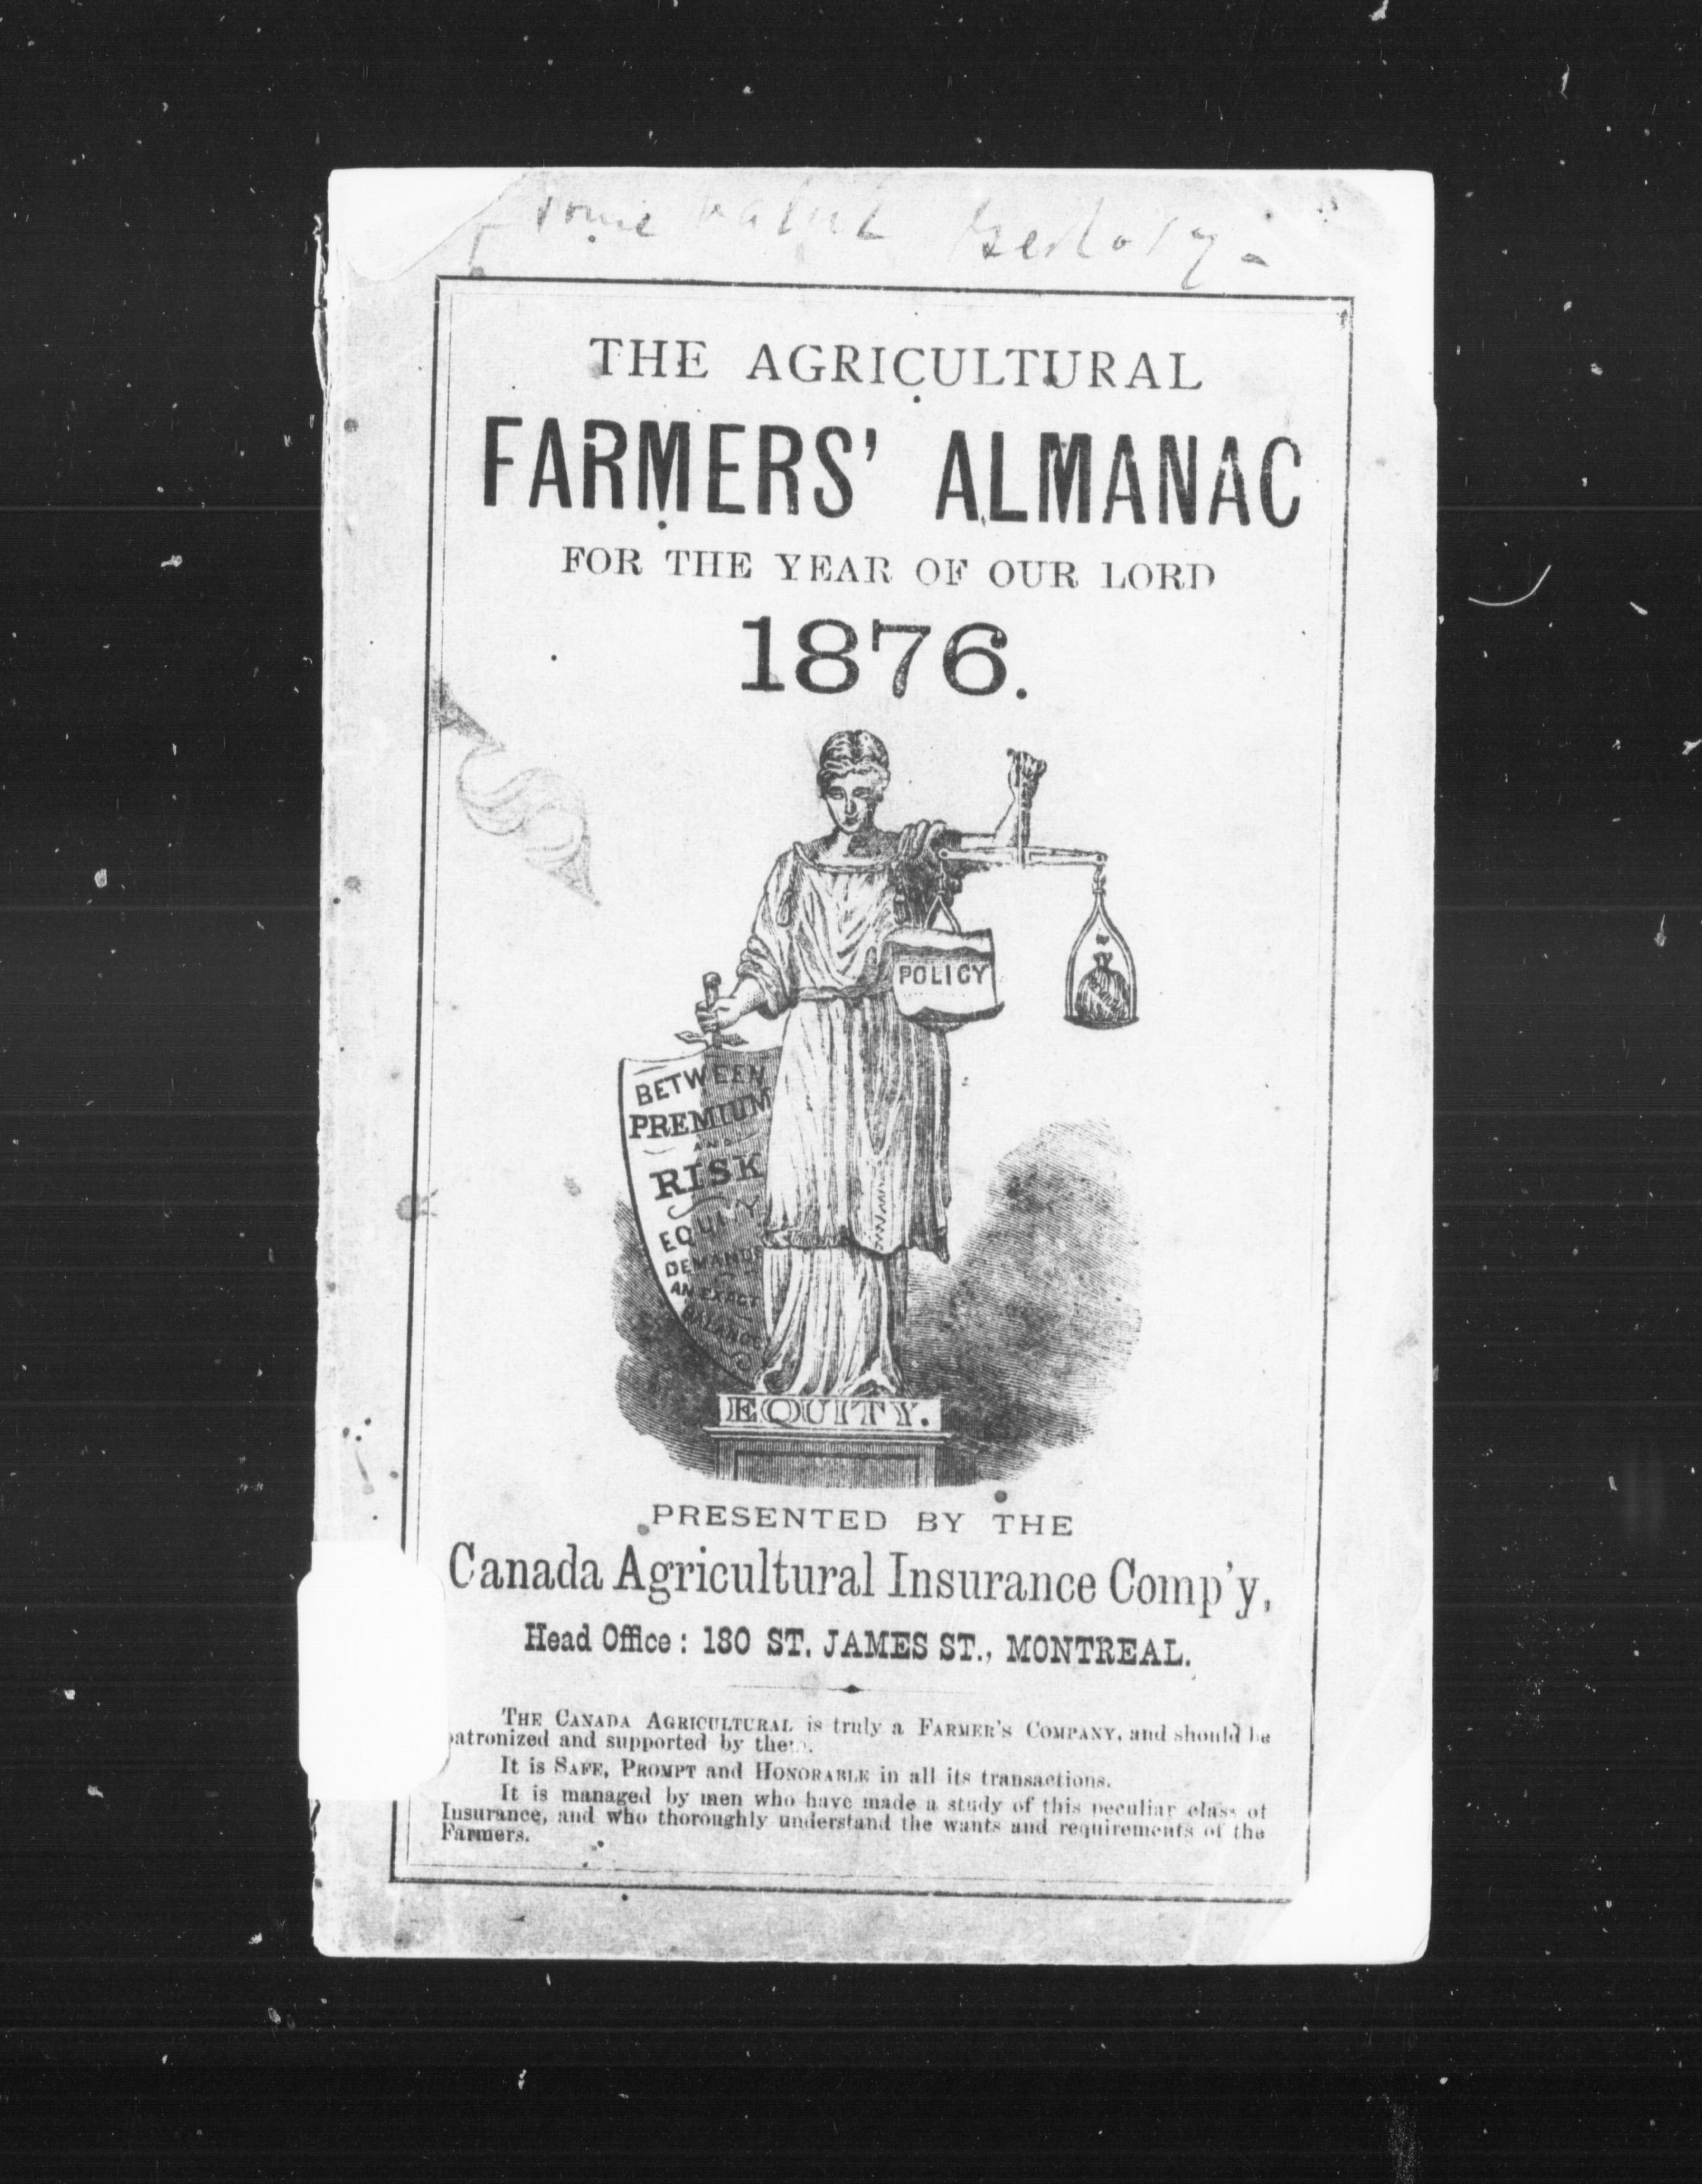 THE AGRICULTURAL
FARMERS' ALMANAC
FOR THE YEAR OF OUR LORD
1876.
POLICY
BETWEEN
PREMIUM
AND
RISK
EQUITY
DEMANDS
AN EXACT
BALANCE
EQUITY.
PRESENTED BY THE
Canada Agricultural Insurance Comp'y,
Head Office : 180 ST. JAMES ST., MONTREAL.
THE CANADA AGRICULTURAL is truly a FARMER'S COMPANY, and should be
patronized and supported by them.
It is SAFE, PROMPT and HONORABLE in all its transactions.
It is managed by men who have made a study of this peculiar class of
Insurance, and who thoroughly understand the wants and requirements of the
Farmers.